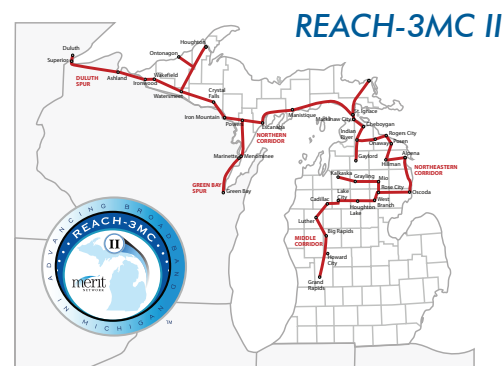 REACH-3MC II
Houghton
Duluth
Ontonagon
Superior
Wakefield
DULUTH
SPUR
Ashland
Ironwood
Crystal
Falls
Watersmeet
Iron Mountain
Powers
Escanaba
Manistique
NORTHERN
CORRIDOR
St. Ignace
Mackinaw City
Cheboygan
Indian
River
Rogers City
Onaway
Posen
Marinette
Menominee
Gaylord
Hillman
Alpena
NORTHEASTERN
CORRIDOR
GREEN BAY
SPUR
Green Bay
Kalkaska
Grayling
Mio
Rose City
Oscoda
Cadillac
Lake
City
Houghton
Lake
West
Branch
Luther
MIDDLE
CORRIDOR
Big Rapids
Howard
City
Grand
Rapids
ADVANCING BROADBAND
REACH-3MC
II
merit
NETWORK
IN MICHIGAN
TM